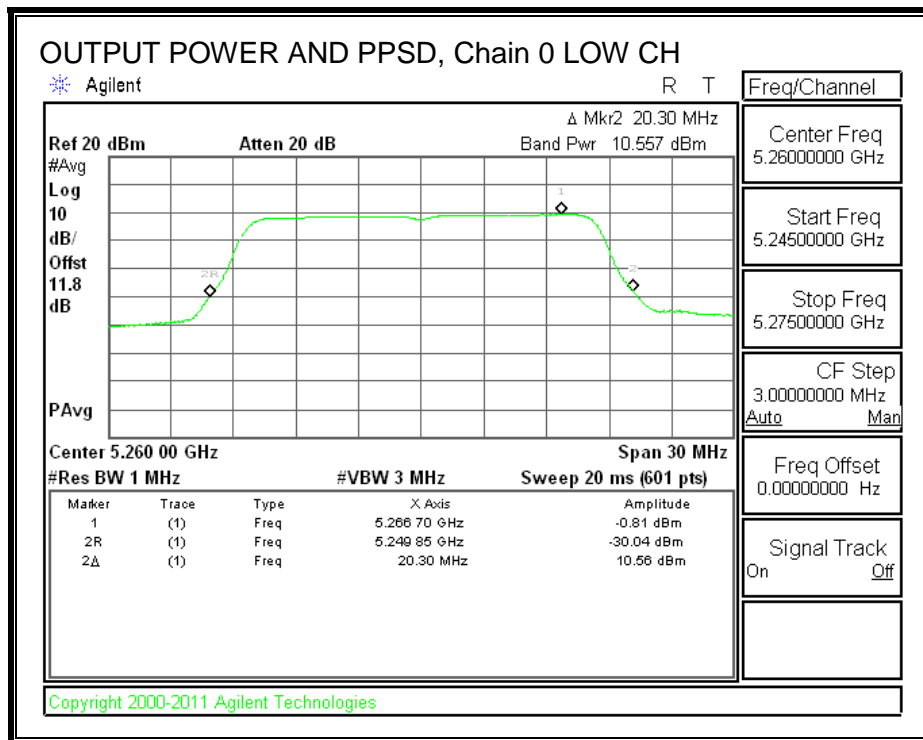 OUTPUT POWER AND PPSD, Chain 0 LOW CH
Agilent R T
Δ Mkr2 20.30 MHz
Ref 20 dBm Atten 20 dB Band Pwr 10.557 dBm
#Avg
Log
10
dB/
Offst
11.8
dB
PAvg
1
2R
2
Center 5.260 00 GHz Span 30 MHz
#Res BW 1 MHz #VBW 3 MHz Sweep 20 ms (601 pts)
Marker Trace Type X Axis Amplitude
1 (1) Freq 5.266 70 GHz -0.81 dBm
2R (1) Freq 5.249 85 GHz -30.04 dBm
2Δ (1) Freq 20.30 MHz 10.56 dBm
Freq/Channel
Center Freq
5.26000000 GHz
Start Freq
5.24500000 GHz
Stop Freq
5.27500000 GHz
CF Step
3.00000000 MHz
Auto Man
Freq Offset
0.00000000 Hz
Signal Track
On Off
Copyright 2000-2011 Agilent Technologies